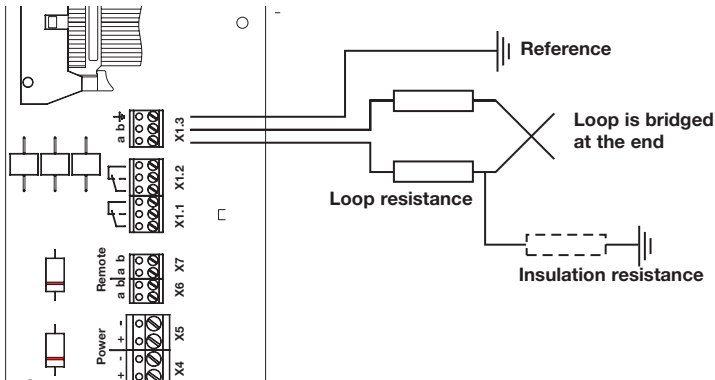 Reference
a b
X1.3
Loop is bridged
at the end
X1.2
Loop resistance
X1.1
Remote
a b a b
X7
X6
Insulation resistance
Power
+ - + -
X5
X4